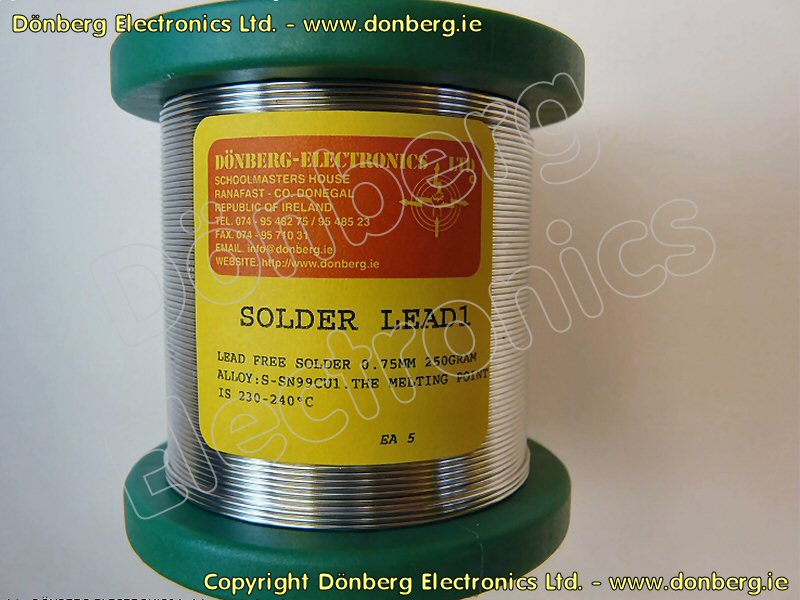 Dönberg Electronics Ltd. - www.donberg.ie
DÖNBERG-ELECTRONICS LTD
SCHOOLMASTERS HOUSE
RANAFAST - CO. DONEGAL
REPUBLIC OF IRELAND
TEL. 074 - 95 482 75 / 95 485 23
FAX. 074 - 95 710 31
EMAIL. info@donberg.ie
WEBSITE. http://www.donberg.ie
SOLDER LEAD1
LEAD FREE SOLDER 0.75MM 250GRAM
ALLOY:S-SN99CU1.THE MELTING POINT
IS 230-240°C
EA 5
Dönberg
Electronics
Copyright Dönberg Electronics Ltd. - www.donberg.ie